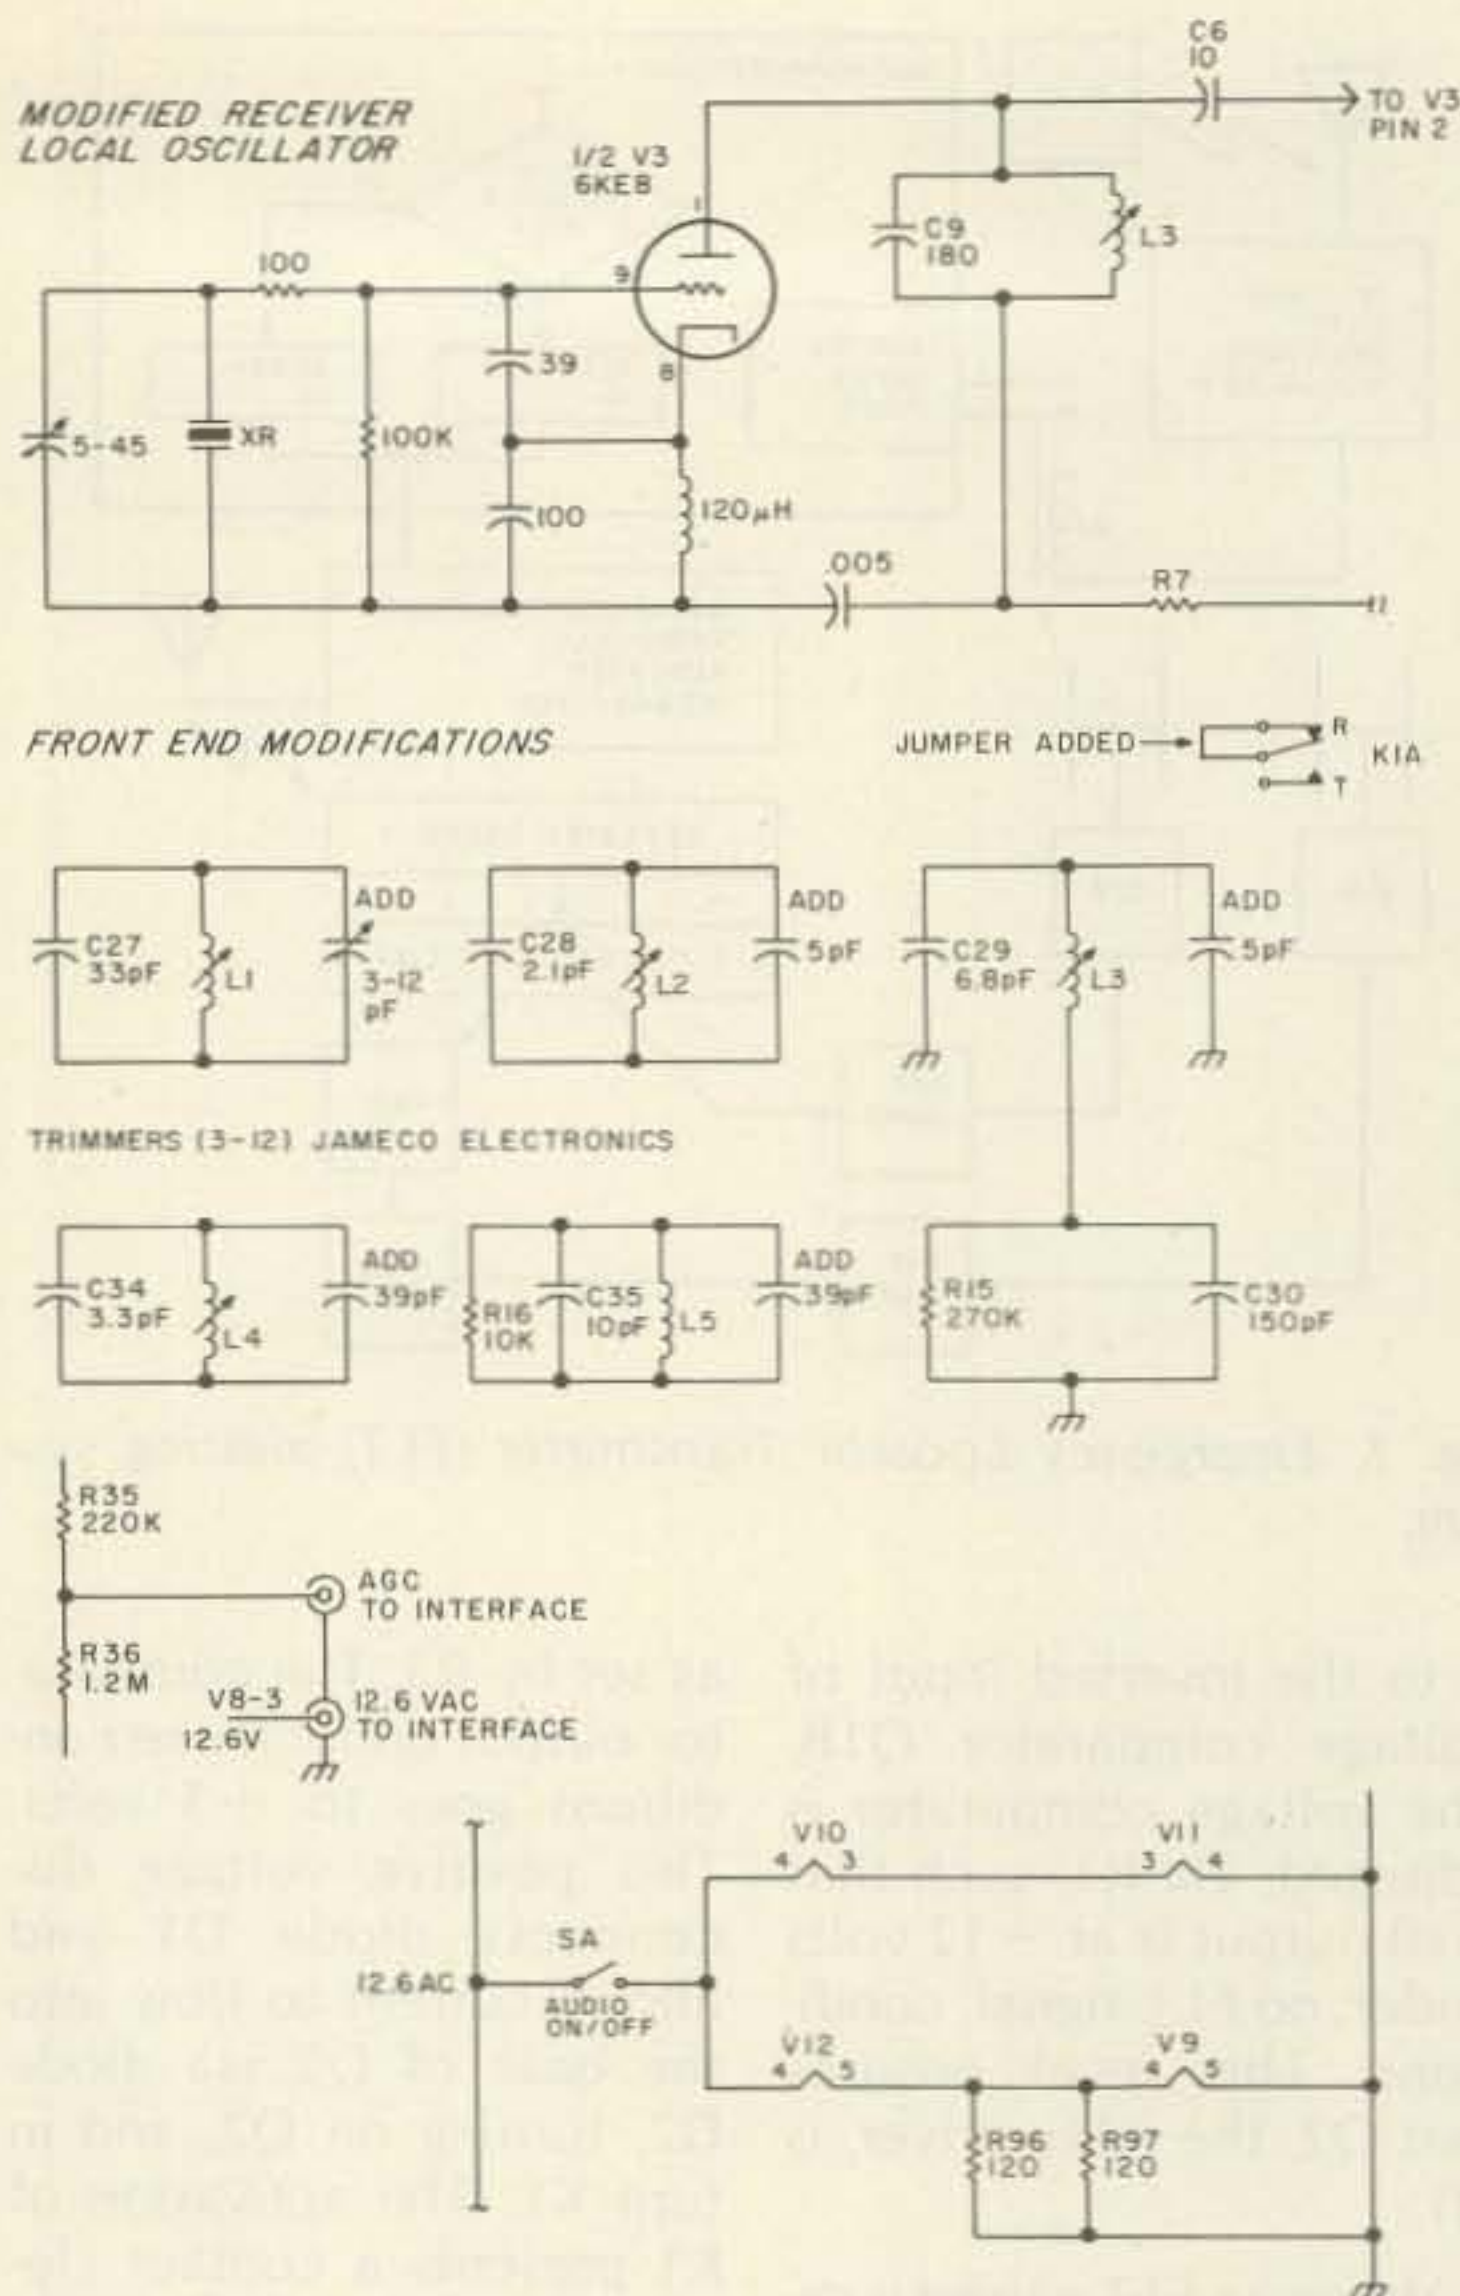 MODIFIED RECEIVER
LOCAL OSCILLATOR
C6
10
TO V3
PIN 2
1/2 V3
6KE8
1
9
8
C9
180
L3
100
5-45
XR
100K
39
100
120µH
.005
R7
FRONT END MODIFICATIONS
JUMPER ADDED
R
K1A
T
C27
33pF
L1
ADD
3-12
pF
C28
2.1pF
L2
ADD
5pF
C29
6.8pF
L3
ADD
5pF
TRIMMERS (3-12) JAMECO ELECTRONICS
C34
3.3pF
L4
ADD
39pF
R16
10K
C35
10pF
L5
ADD
39pF
R15
270K
C30
150pF
R35
220K
AGC
TO INTERFACE
R36
1.2M
V8-3
12.6V
12.6 VAC
TO INTERFACE
V10
4 3
V11
3 4
12.6 AC
SA
AUDIO
ON/OFF
V12
4 5
V9
4 5
R96
120
R97
120